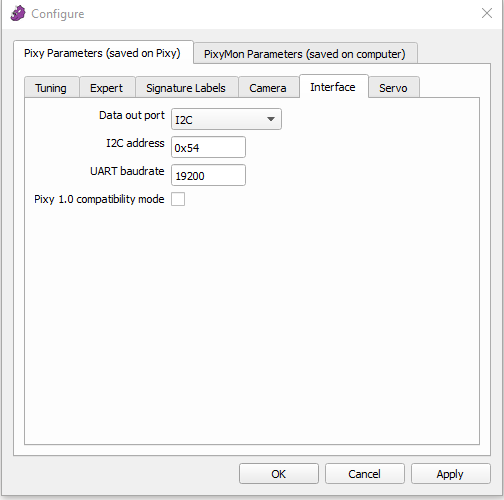 Configure
Pixy Parameters (saved on Pixy) PixyMon Parameters (saved on computer)
Tuning Expert Signature Labels Camera Interface Servo
Data out port I2C
I2C address 0x54
UART baudrate 19200
Pixy 1.0 compatibility mode
OK Cancel Apply